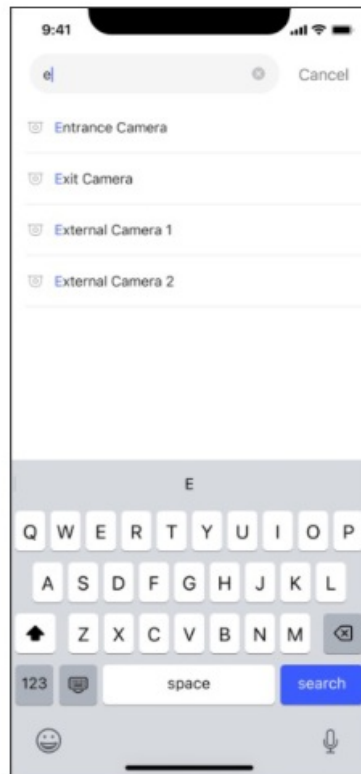 9:41
e
Cancel
Entrance Camera
Exit Camera
External Camera 1
External Camera 2
E
Q W E R T Y U I O P
A S D F G H J K L
Z X C V B N M
123 space search